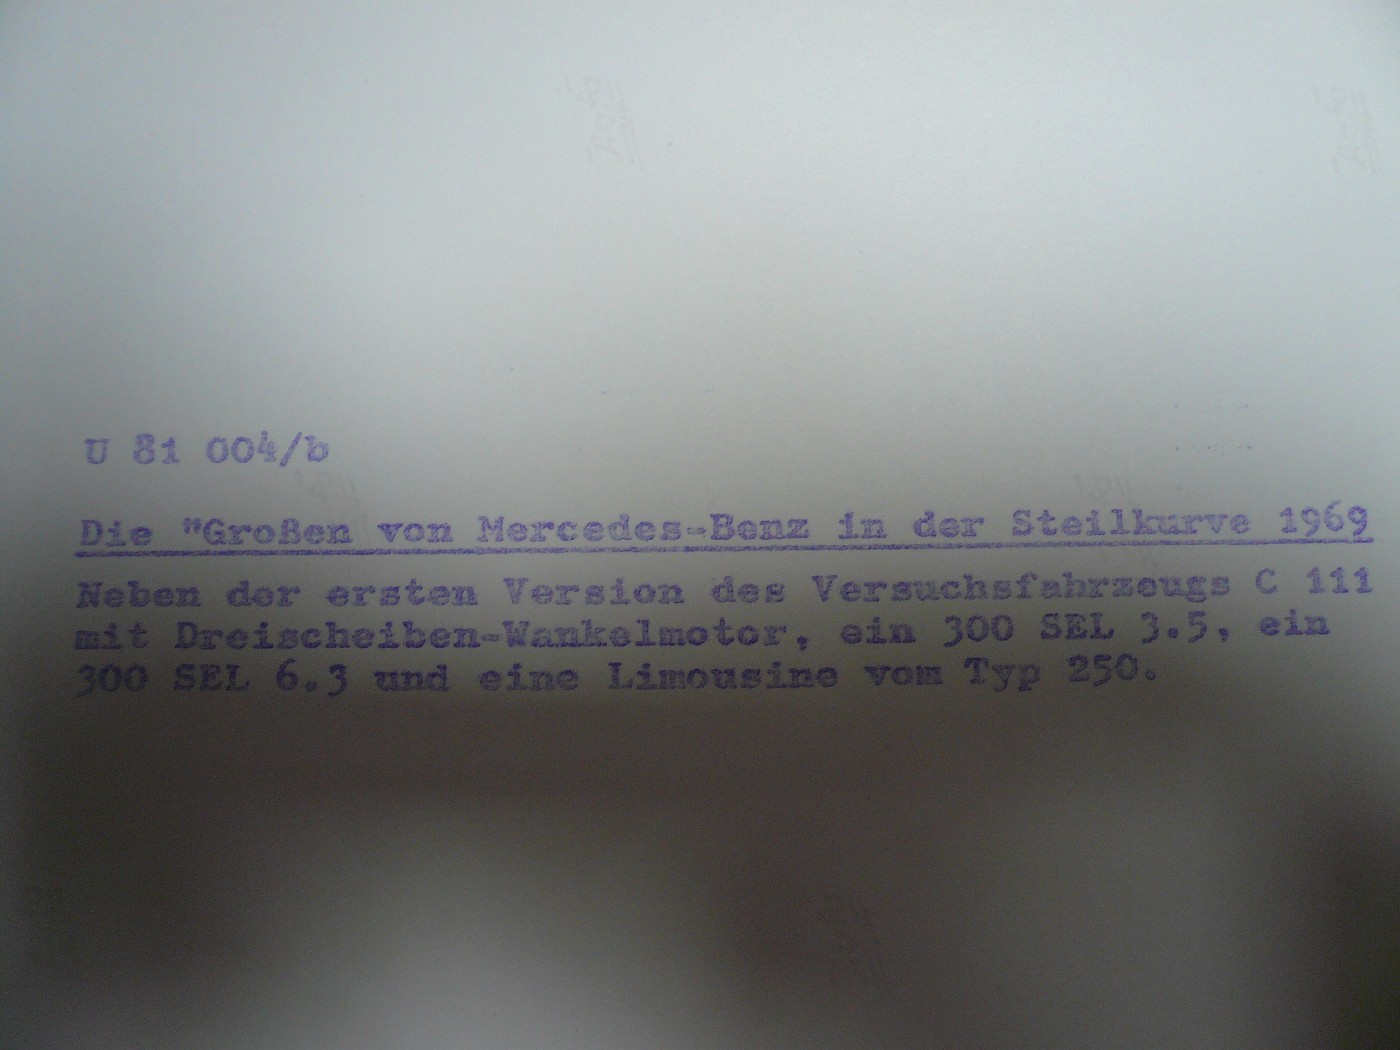 U 81 004/b
Die "Großen von Mercedes-Benz in der Steilkurve 1969
Neben der ersten Version des Versuchsfahrzeugs C 111
mit Dreischeiben-Wankelmotor, ein 300 SEL 3.5, ein
300 SEL 6.3 und eine Limousine vom Typ 250.